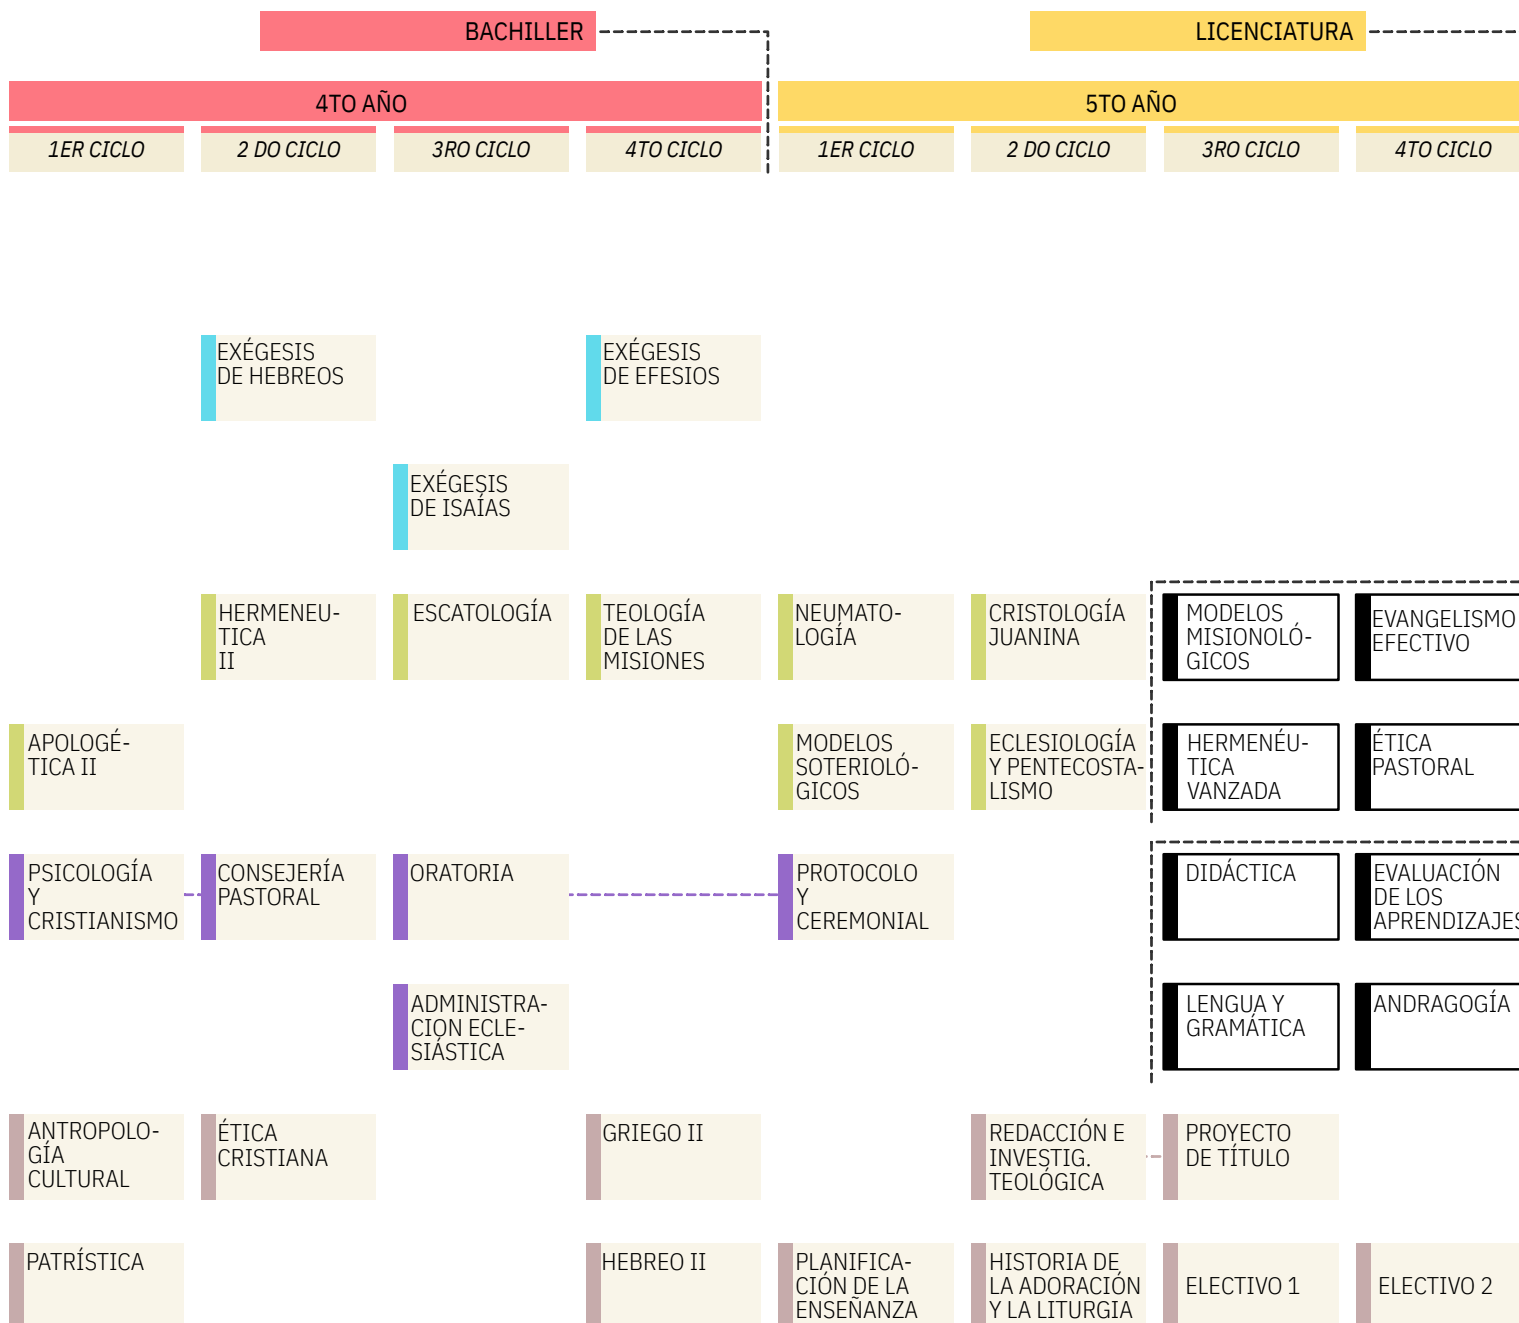 BACHILLER
LICENCIATURA
4TO AÑO
5TO AÑO
1ER CICLO
2 DO CICLO
3RO CICLO
4TO CICLO
1ER CICLO
2 DO CICLO
3RO CICLO
4TO CICLO
EXÉGESIS
DE HEBREOS
EXÉGESIS
DE EFESIOS
EXÉGESIS
DE ISAÍAS
HERMENEU-
TICA
II
ESCATOLOGÍA
TEOLOGÍA
DE LAS
MISIONES
NEUMATO-
LOGÍA
CRISTOLOGÍA
JUANINA
MODELOS
MISIONOLÓ-
GICOS
EVANGELISMO
EFECTIVO
APOLOGÉ-
TICA II
MODELOS
SOTERIOLÓ-
GICOS
ECLESIOLOGÍA
Y PENTECOSTA-
LISMO
HERMENÉU-
TICA
VANZADA
ÉTICA
PASTORAL
PSICOLOGÍA
Y
CRISTIANISMO
CONSEJERÍA
PASTORAL
ORATORIA
PROTOCOLO
Y
CEREMONIAL
DIDÁCTICA
EVALUACIÓN
DE LOS
APRENDIZAJES
ADMINISTRA-
CION ECLE-
SIÁSTICA
LENGUA Y
GRAMÁTICA
ANDRAGOGÍA
ANTROPOLO-
GÍA
CULTURAL
ÉTICA
CRISTIANA
GRIEGO II
REDACCIÓN E
INVESTIG.
TEOLÓGICA
PROYECTO
DE TÍTULO
PATRÍSTICA
HEBREO II
PLANIFICA-
CIÓN DE LA
ENSEÑANZA
HISTORIA DE
LA ADORACIÓN
Y LA LITURGIA
ELECTIVO 1
ELECTIVO 2